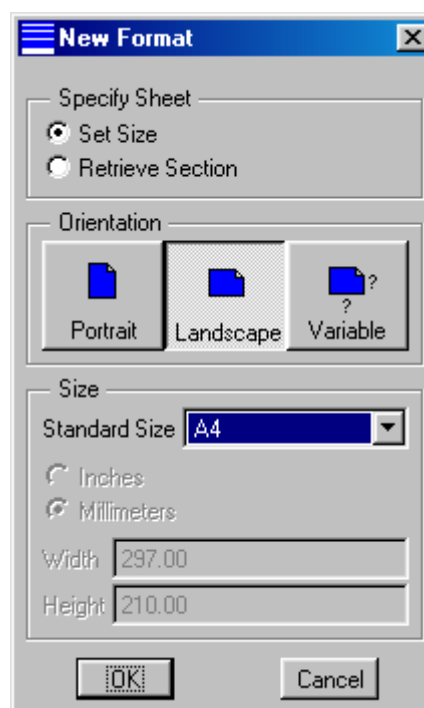 New Format
Specify Sheet
Set Size
Retrieve Section
Orientation
Portrait Landscape Variable
? ?
Size
Standard Size A4
Inches
Millimeters
Width 297.00
Height 210.00
OK Cancel